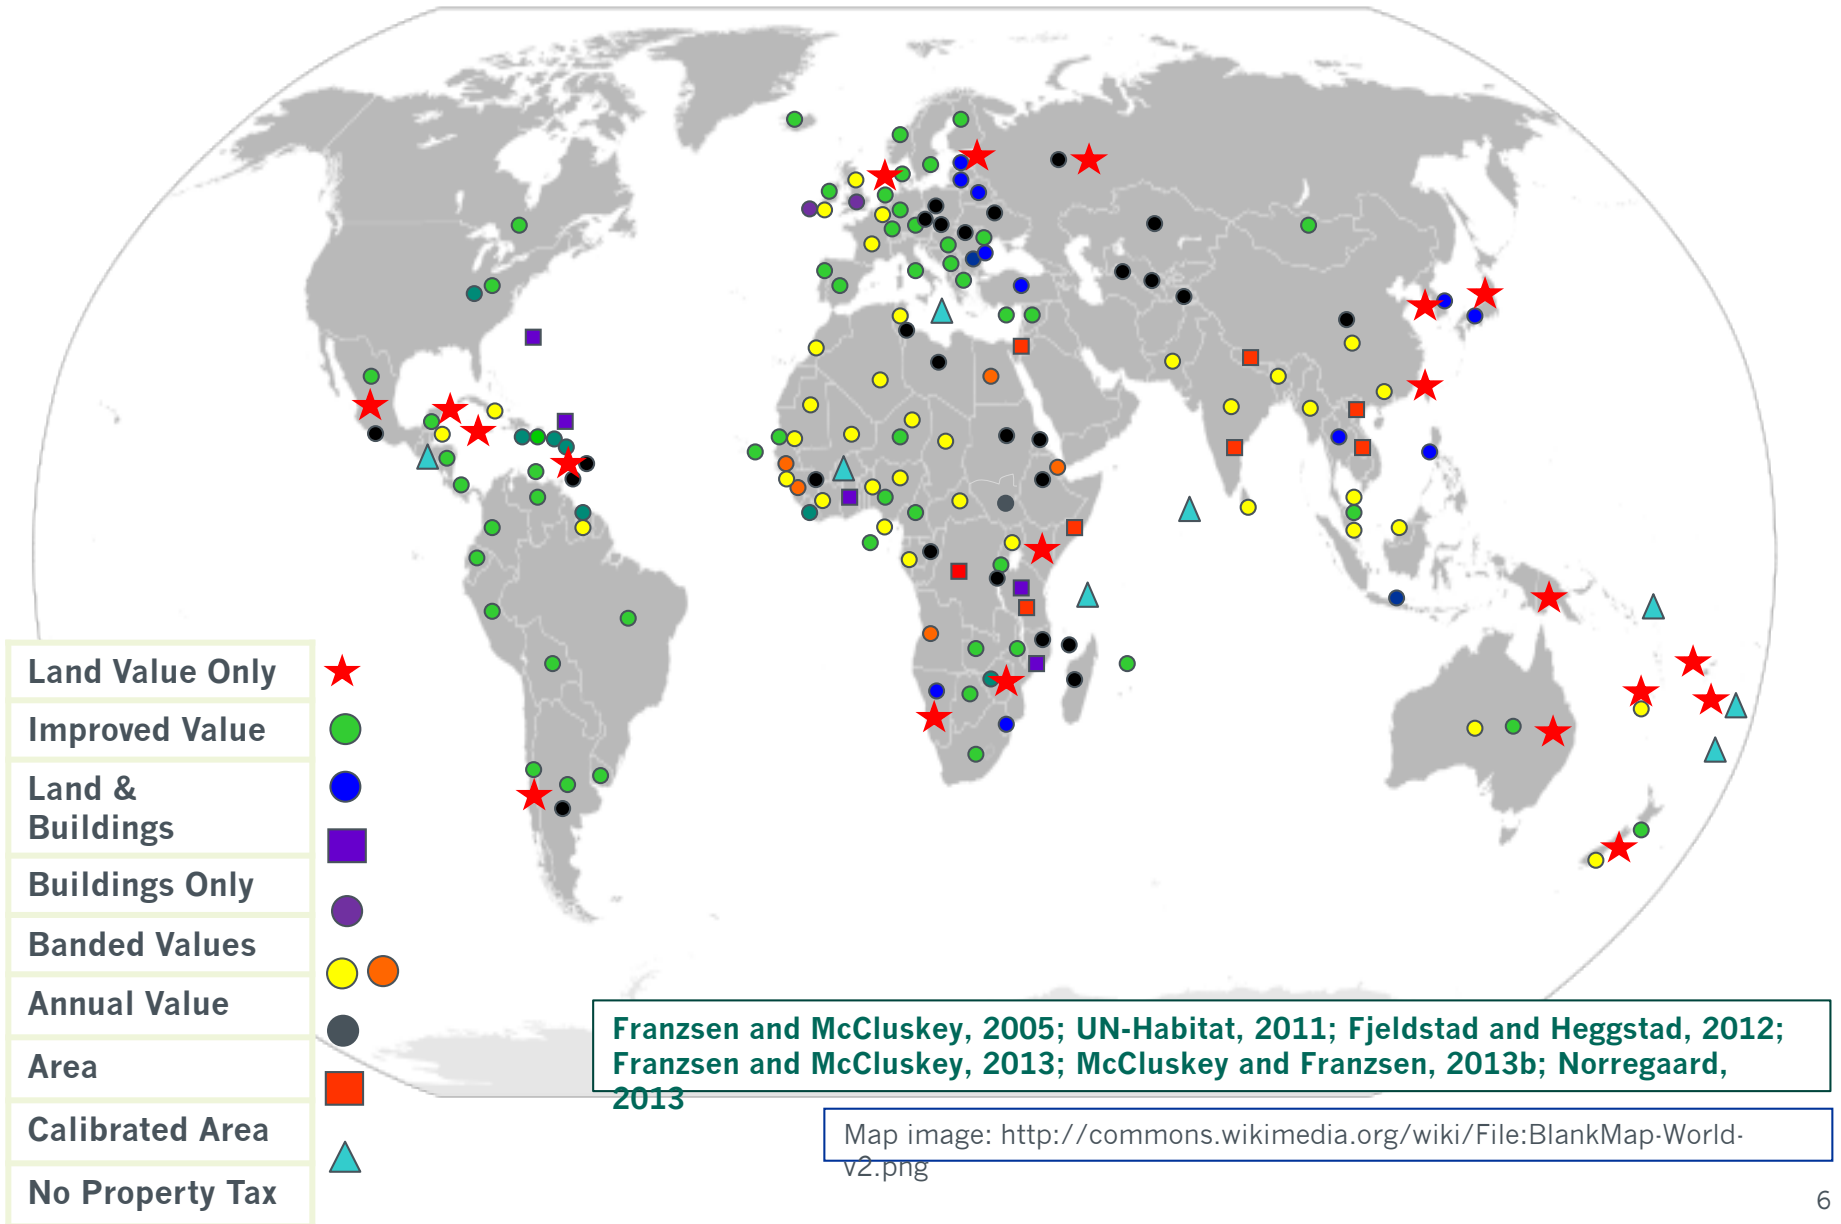 Land Value Only
Improved Value
Land &
Buildings
Buildings Only
Banded Values
Annual Value
Area
Calibrated Area
No Property Tax
Franzsen and McCluskey, 2005; UN-Habitat, 2011; Fjeldstad and Heggstad, 2012;
Franzsen and McCluskey, 2013; McCluskey and Franzsen, 2013b; Norregaard,
2013
Map image: http://commons.wikimedia.org/wiki/File:BlankMap-World-
v2.png
6